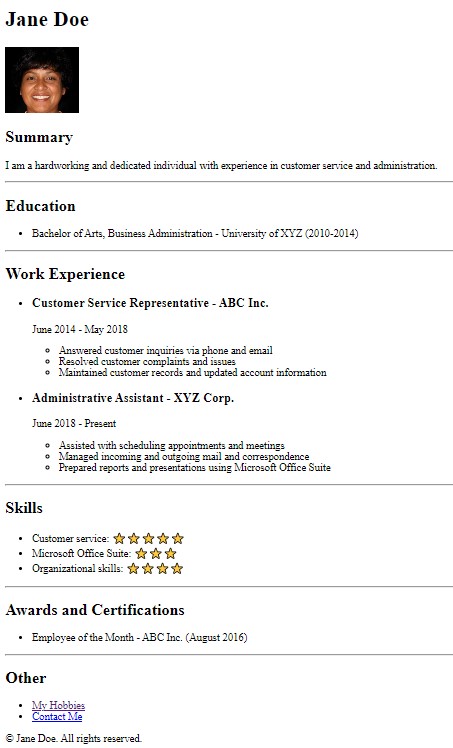 Jane Doe
Summary
I am a hardworking and dedicated individual with experience in customer service and administration.
Education
Bachelor of Arts, Business Administration - University of XYZ (2010-2014)
Work Experience
Customer Service Representative - ABC Inc.
June 2014 - May 2018
Answered customer inquiries via phone and email
Resolved customer complaints and issues
Maintained customer records and updated account information
Administrative Assistant - XYZ Corp.
June 2018 - Present
Assisted with scheduling appointments and meetings
Managed incoming and outgoing mail and correspondence
Prepared reports and presentations using Microsoft Office Suite
Skills
Customer service:
Microsoft Office Suite:
Organizational skills:
Awards and Certifications
Employee of the Month - ABC Inc. (August 2016)
Other
My Hobbies
Contact Me
© Jane Doe. All rights reserved.